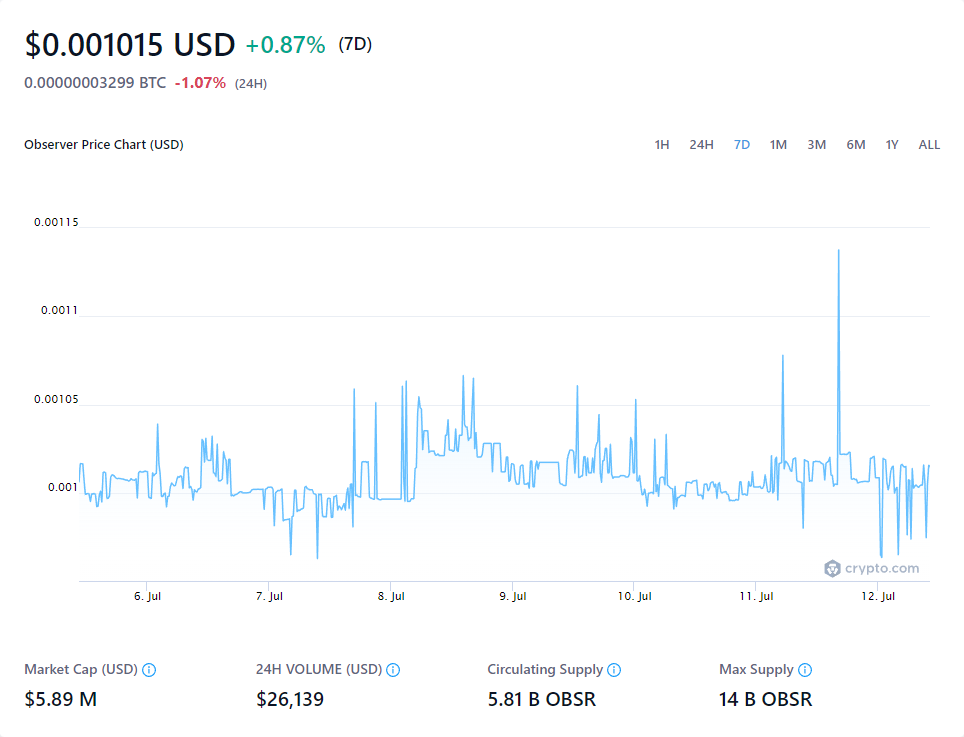 $0.001015 USD +0.87% (7D)
0.00000003299 BTC -1.07% (24H)
Observer Price Chart (USD) 1H 24H 7D 1M 3M 6M 1Y ALL
0.00115
0.0011
0.00105
0.001
crypto.com
6. Jul 7. Jul 8. Jul 9. Jul 10. Jul 11. Jul 12. Jul
Market Cap (USD) 24H VOLUME (USD) Circulating Supply Max Supply
$5.89 M $26,139 5.81 B OBSR 14 B OBSR